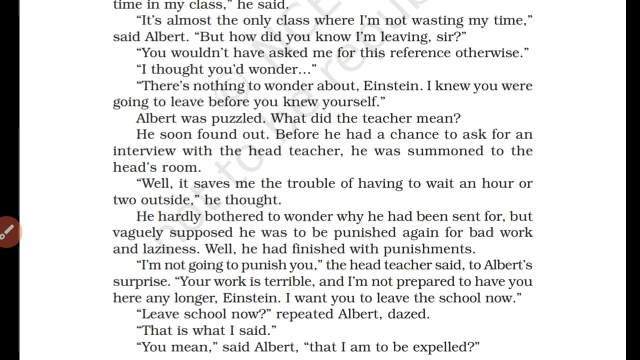 time in my class,” he said.
“It’s almost the only class where I’m not wasting my time,”
said Albert. “But how did you know I’m leaving, sir?”
“You wouldn’t have asked me for this reference otherwise.”
“I thought you’d wonder...”
“There’s nothing to wonder about, Einstein. I knew you were
going to leave before you knew yourself.”
Albert was puzzled. What did the teacher mean?
He soon found out. Before he had a chance to ask for an
interview with the head teacher, he was summoned to the
head’s room.
“Well, it saves me the trouble of having to wait an hour or
two outside,” he thought.
He hardly bothered to wonder why he had been sent for, but
vaguely supposed he was to be punished again for bad work
and laziness. Well, he had finished with punishments.
“I’m not going to punish you,” the head teacher said, to Albert’s
surprise. “Your work is terrible, and I’m not prepared to have you
here any longer, Einstein. I want you to leave the school now.”
“Leave school now?” repeated Albert, dazed.
“That is what I said.”
“You mean,” said Albert, “that I am to be expelled?”